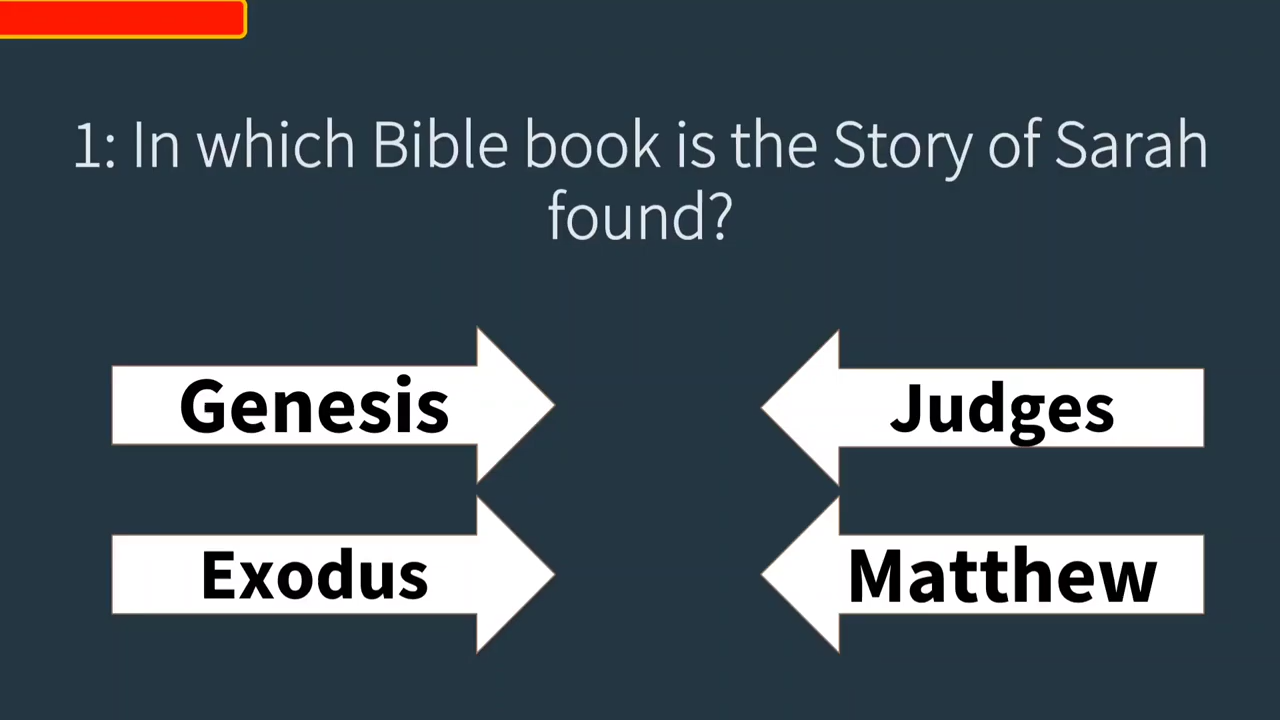 1: In which Bible book is the Story of Sarah
found?
Genesis
Judges
Exodus
Matthew